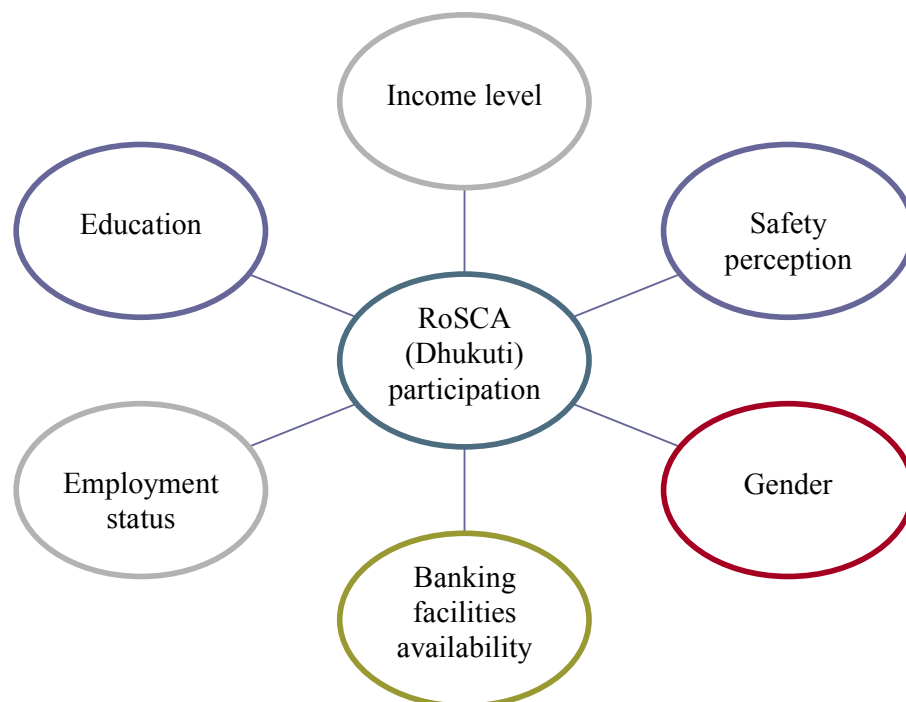 Income level
Education
Safety
perception
RoSCA
(Dhukuti)
participation
Employment
status
Gender
Banking
facilities
availability